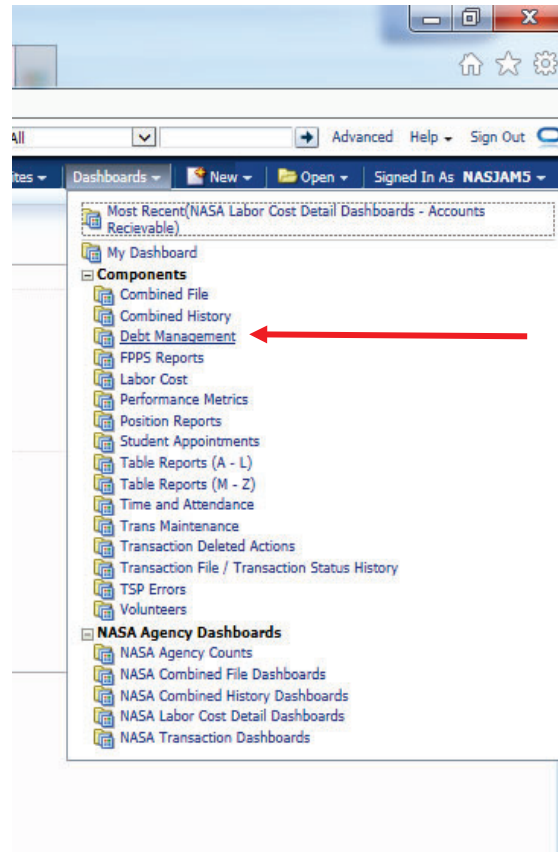 All
Advanced Help Sign Out
ites Dashboards New Open Signed In As NASJAM5
Most Recent(NASA Labor Cost Detail Dashboards - Accounts
Recievable)
My Dashboard
Components
Combined File
Combined History
Debt Management
FPPS Reports
Labor Cost
Performance Metrics
Position Reports
Student Appointments
Table Reports (A - L)
Table Reports (M - Z)
Time and Attendance
Trans Maintenance
Transaction Deleted Actions
Transaction File / Transaction Status History
TSP Errors
Volunteers
NASA Agency Dashboards
NASA Agency Counts
NASA Combined File Dashboards
NASA Combined History Dashboards
NASA Labor Cost Detail Dashboards
NASA Transaction Dashboards